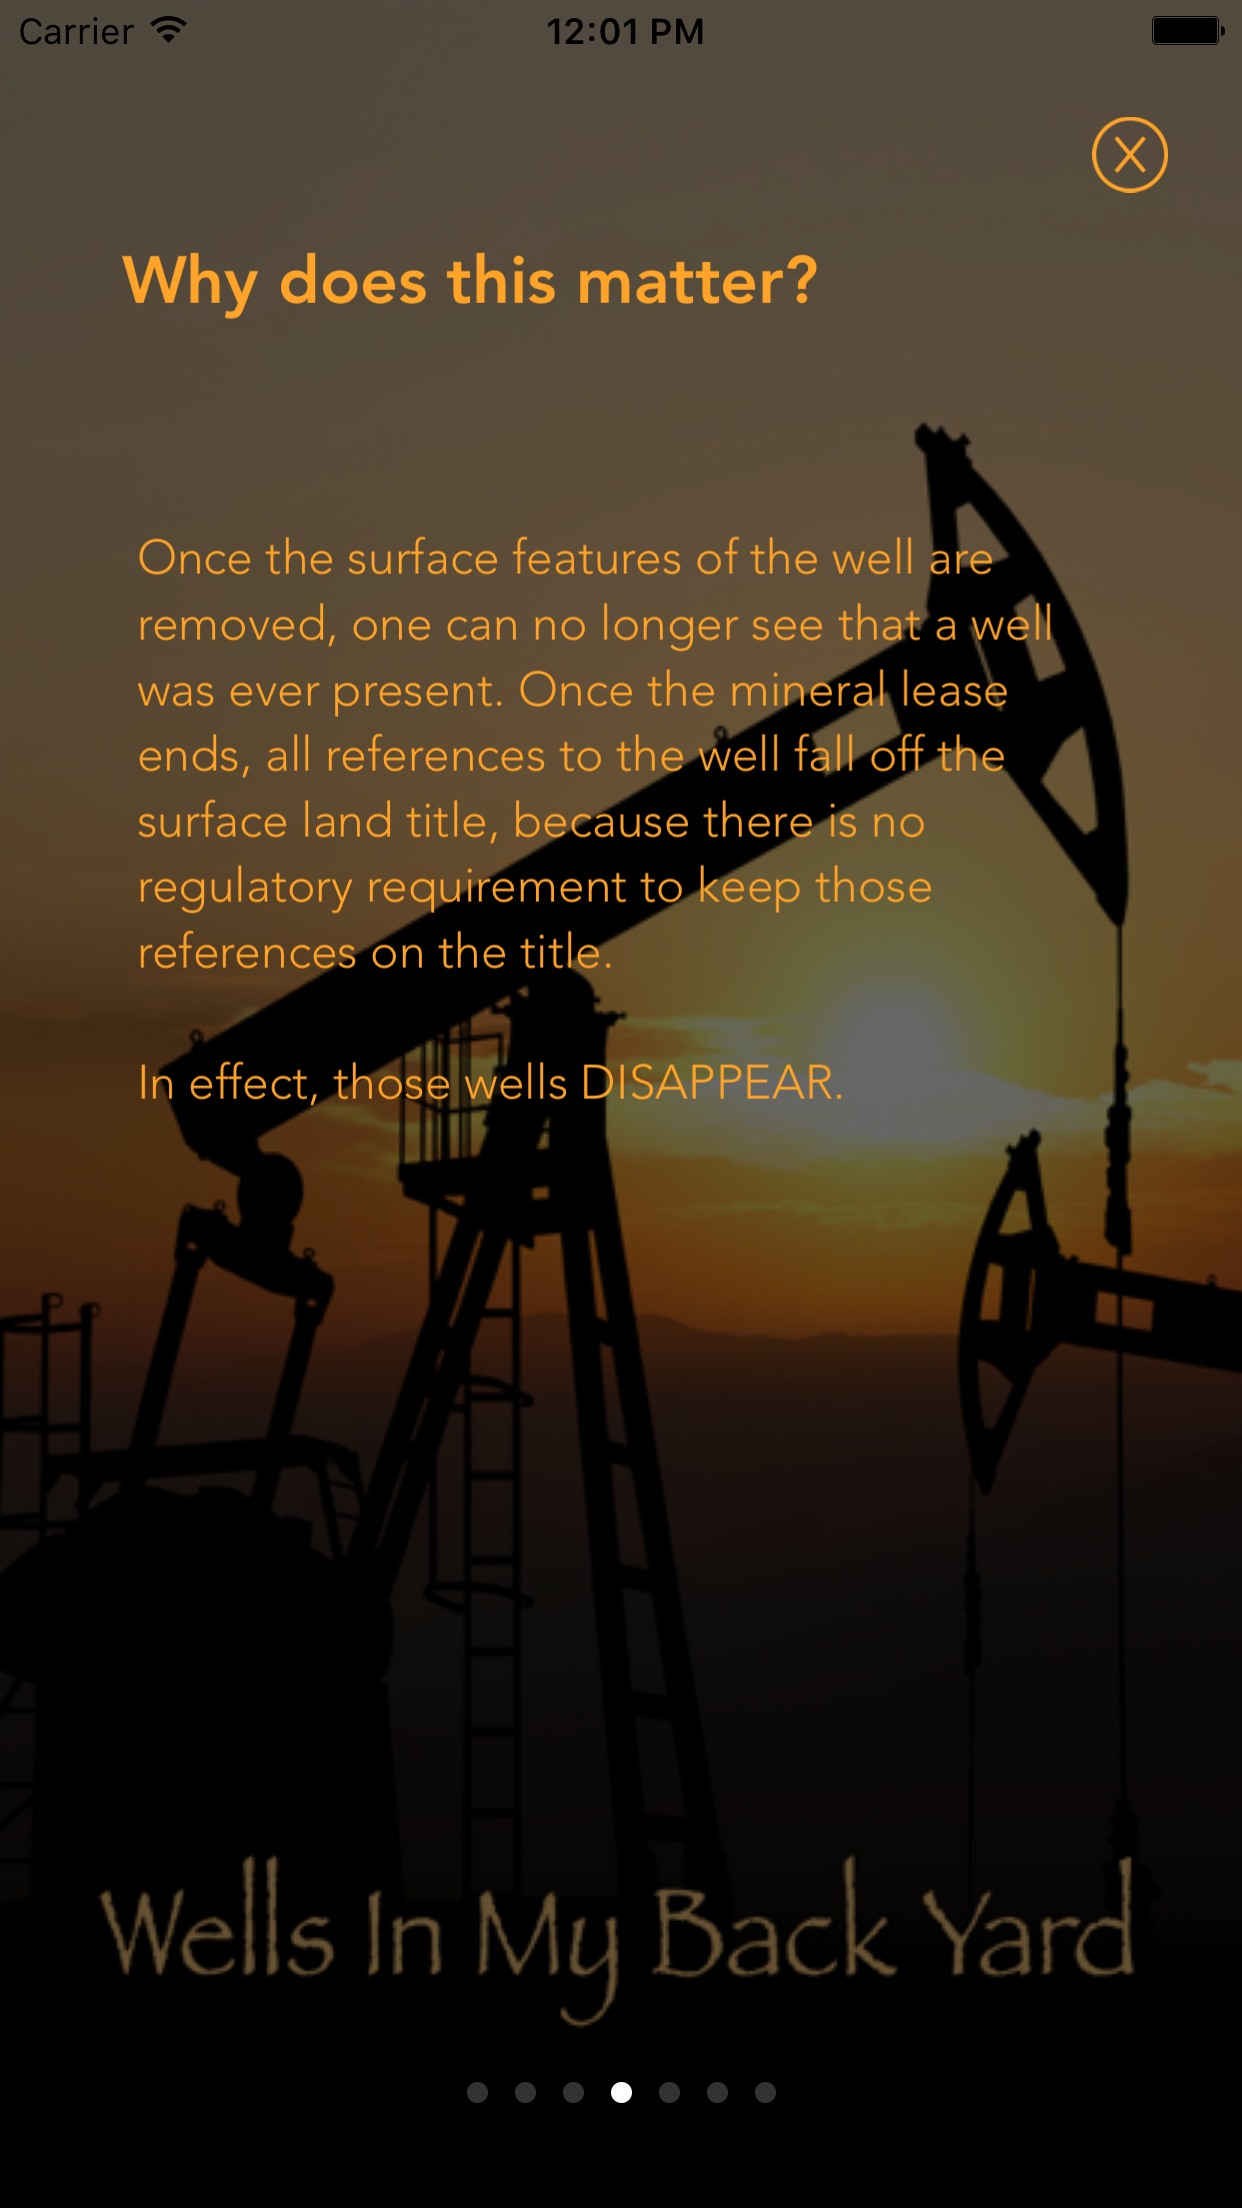 Carrier
12:01 PM
X
Why does this matter?
Once the surface features of the well are
removed, one can no longer see that a well
was ever present. Once the mineral lease
ends, all references to the well fall off the
surface land title, because there is no
regulatory requirement to keep those
references on the title.
In effect, those wells DISAPPEAR.
Wells In My Back Yard